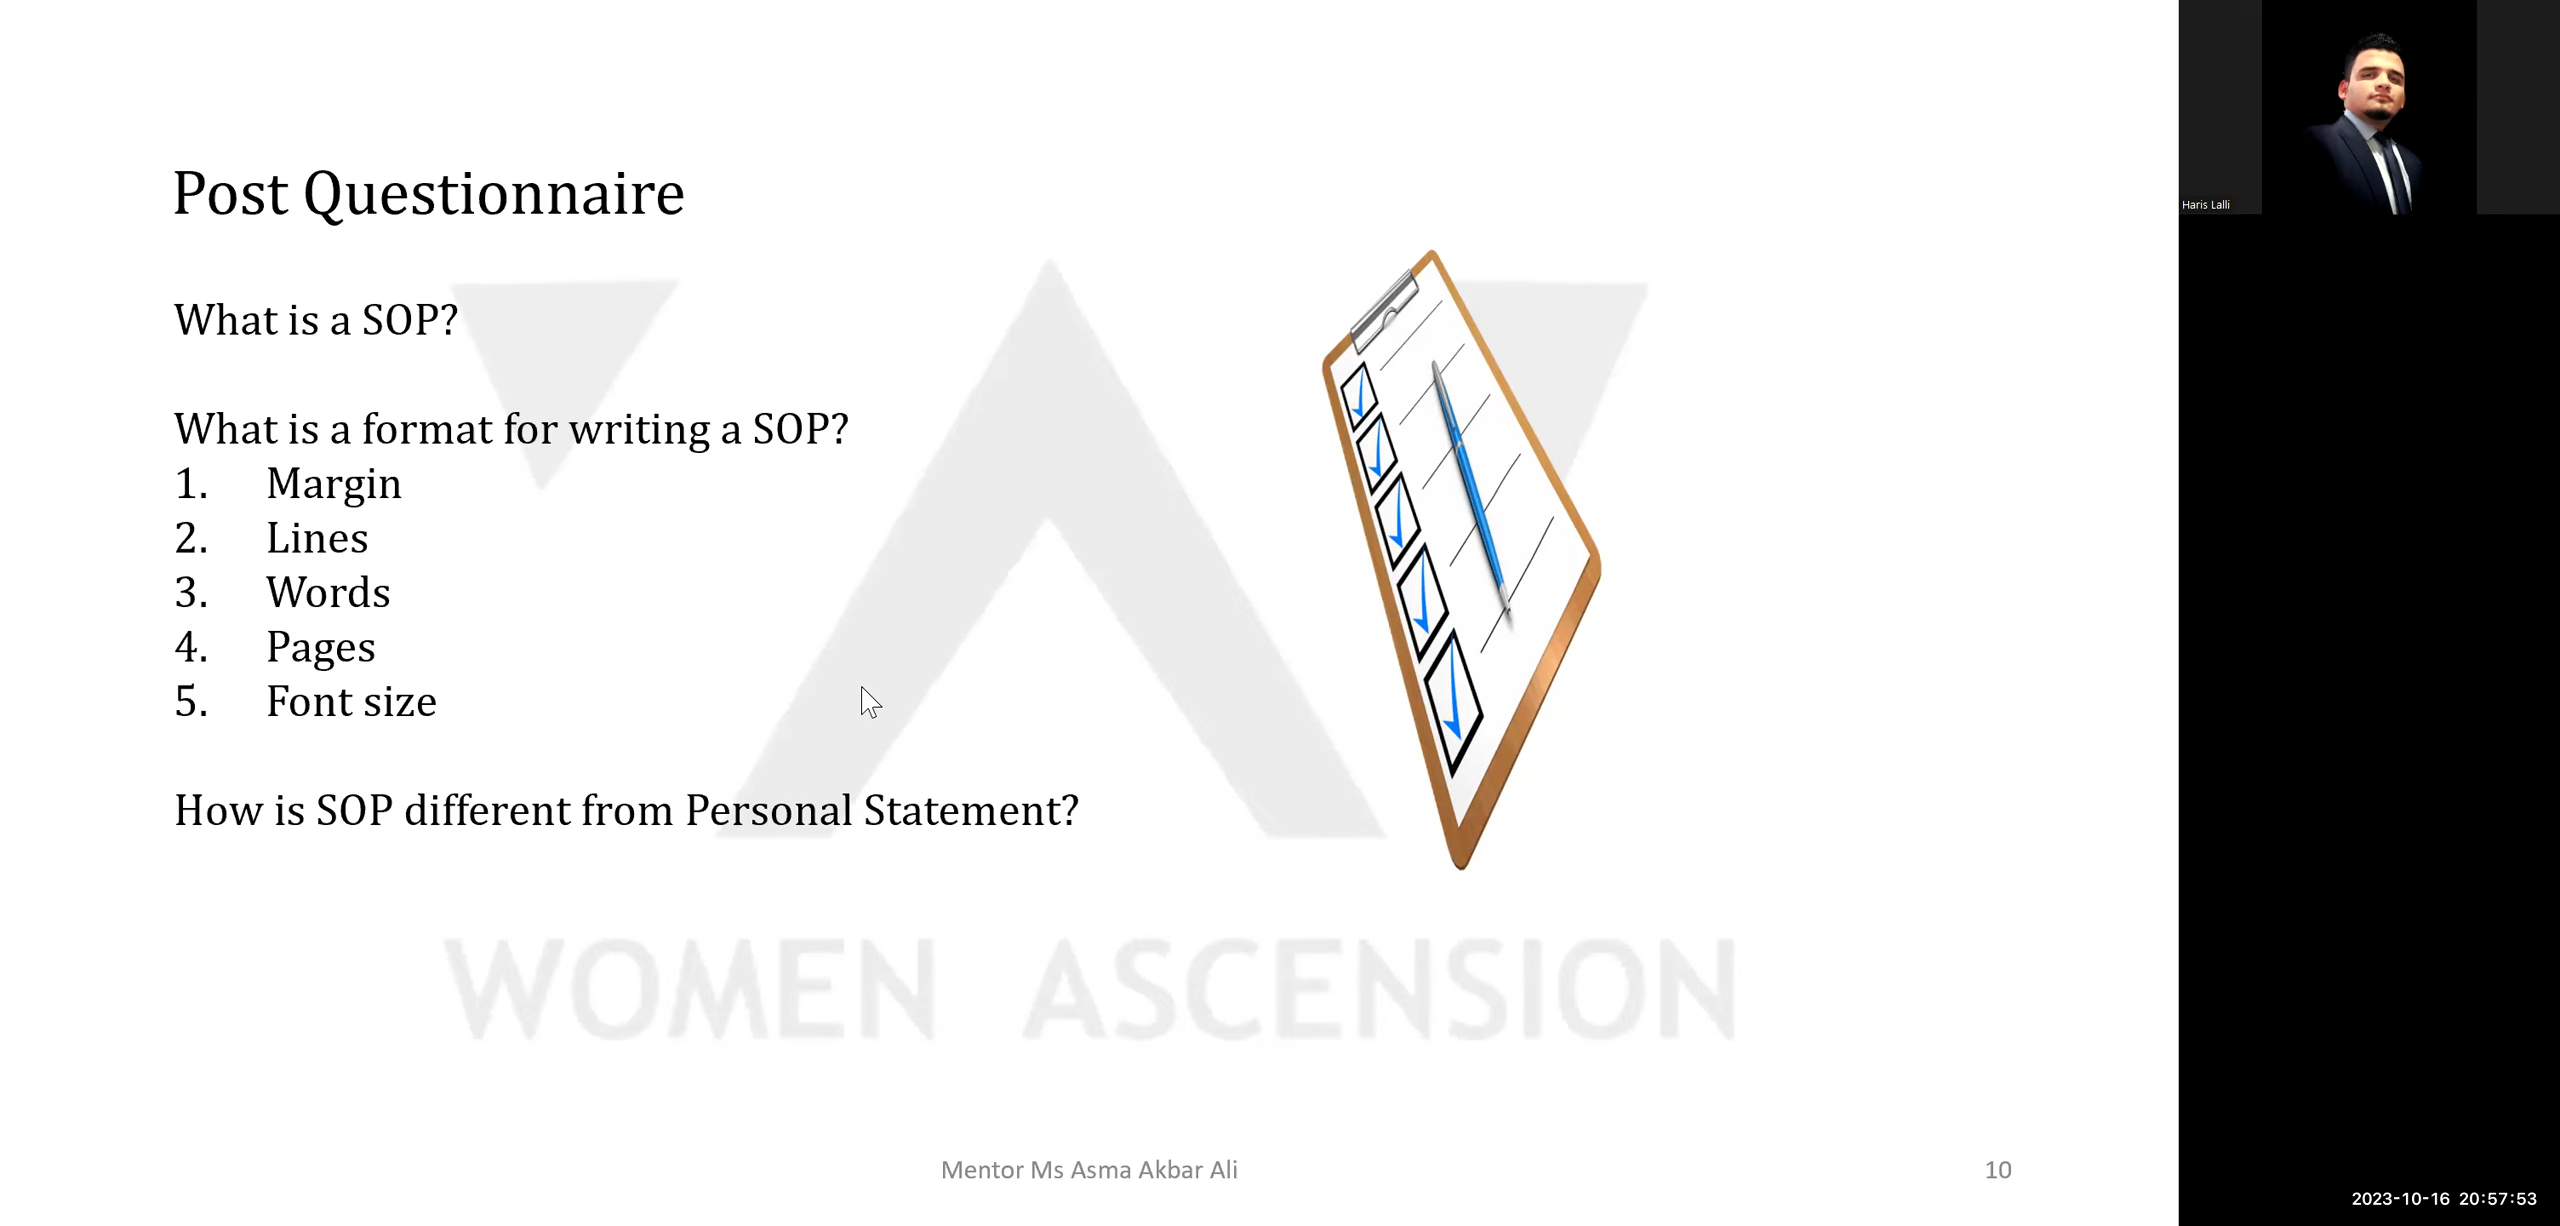 Post Questionnaire
What is a SOP?
What is a format for writing a SOP?
1. Margin
2. Lines
3. Words
4. Pages
5. Font size
How is SOP different from Personal Statement?
WOMEN ASCENSION
Mentor Ms Asma Akbar Ali
10
Haris Lalli
2023-10-16 20:57:53